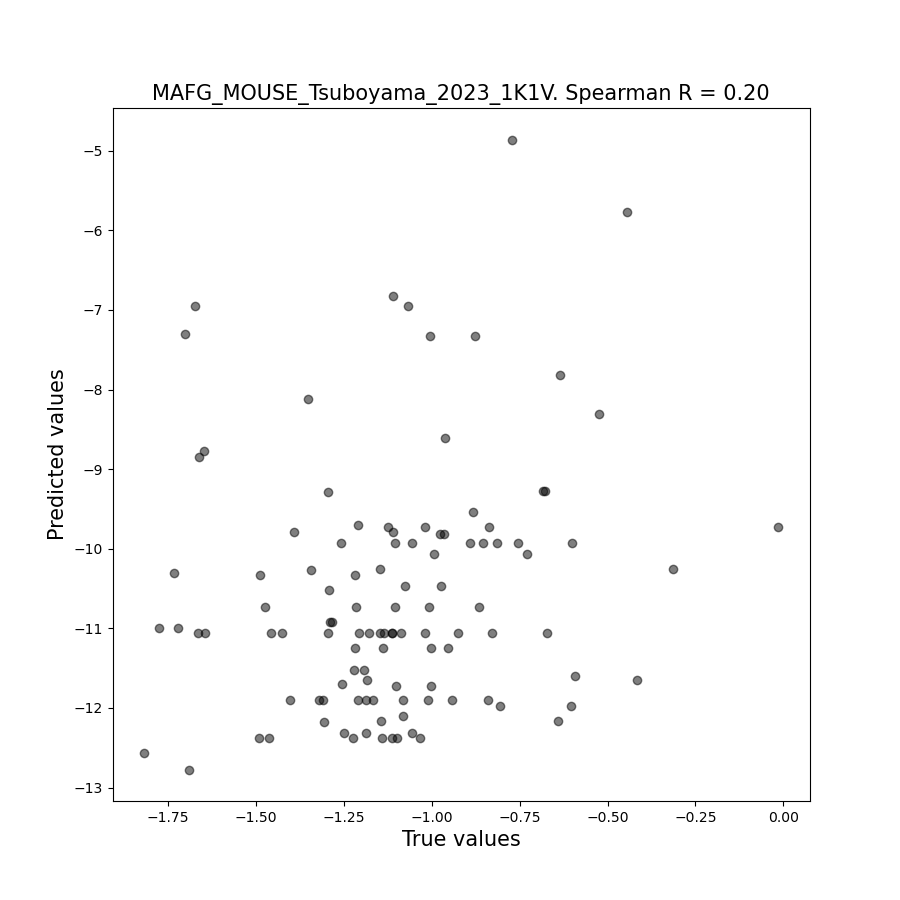 MAFG_MOUSE_Tsuboyama_2023_1K1V. Spearman R = 0.20
−5
−6
−7
−8
−9
−10
−11
−12
−13
Predicted values
−1.75 −1.50 −1.25 −1.00 −0.75 −0.50 −0.25 0.00
True values